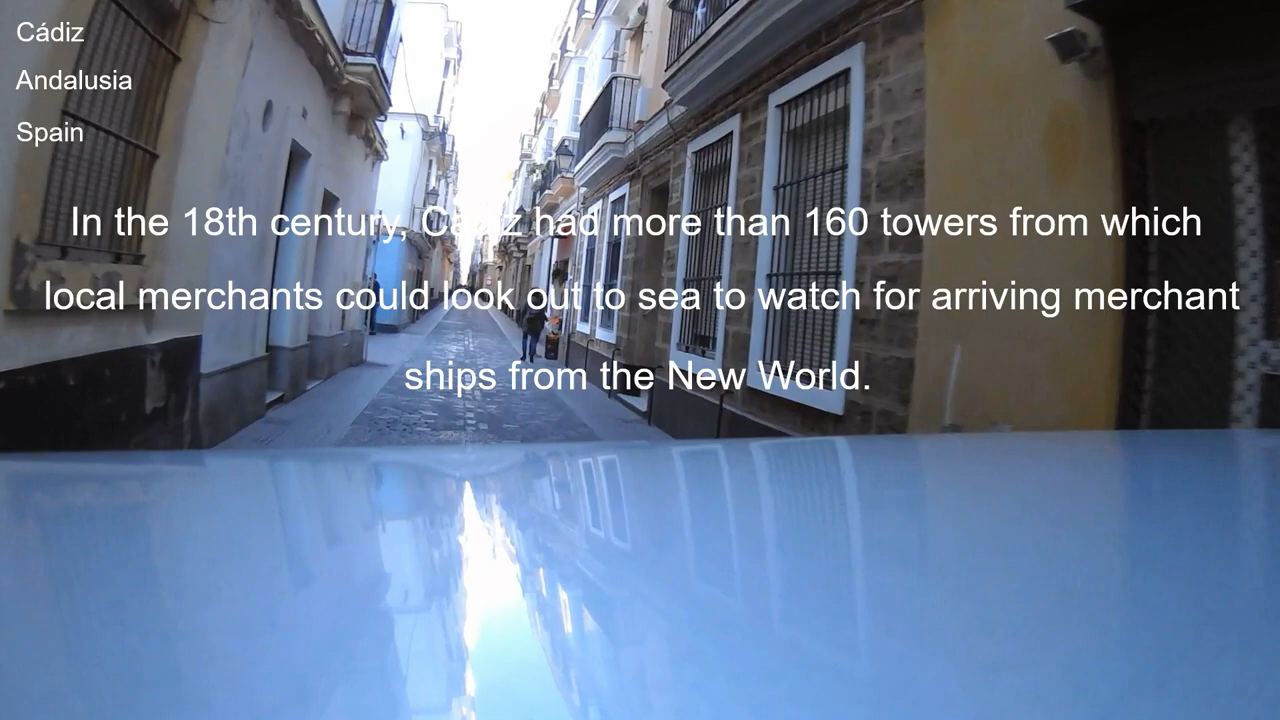 Cádiz
Andalusia
Spain
In the 18th century, Cádiz had more than 160 towers from which
local merchants could look out to sea to watch for arriving merchant
ships from the New World.